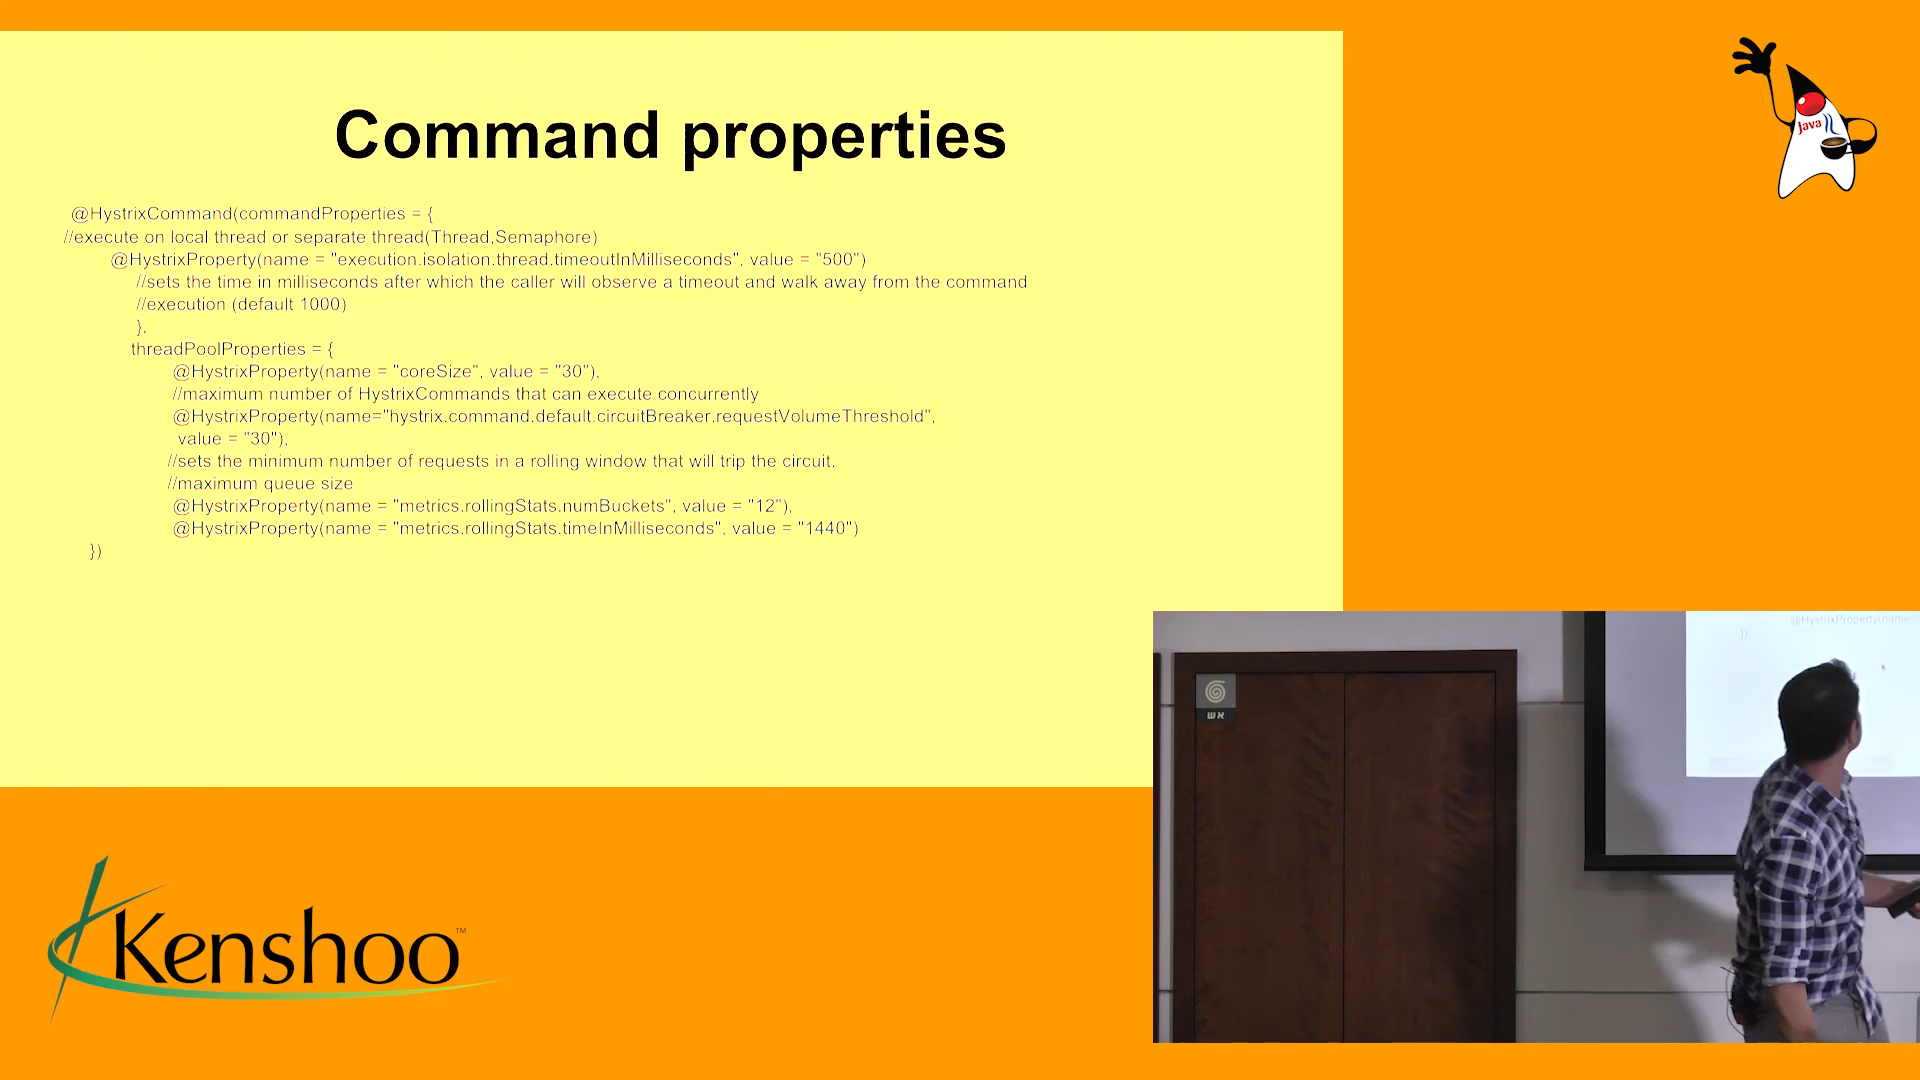 Command properties
@HystrixCommand(commandProperties = {
//execute on local thread or separate thread(Thread,Semaphore)
@HystrixProperty(name = "execution.isolation.thread.timeoutInMilliseconds", value = "500")
//sets the time in milliseconds after which the caller will observe a timeout and walk away from the command
//execution (default 1000)
},
threadPoolProperties = {
@HystrixProperty(name = "coreSize", value = "30"),
//maximum number of HystrixCommands that can execute concurrently
@HystrixProperty(name="hystrix.command.default.circuitBreaker.requestVolumeThreshold",
value = "30"),
//sets the minimum number of requests in a rolling window that will trip the circuit.
//maximum queue size
@HystrixProperty(name = "metrics.rollingStats.numBuckets", value = "12"),
@HystrixProperty(name = "metrics.rollingStats.timeInMilliseconds", value = "1440")
})
Java
@HystrixProperty(name =
})
אש
Kenshoo™